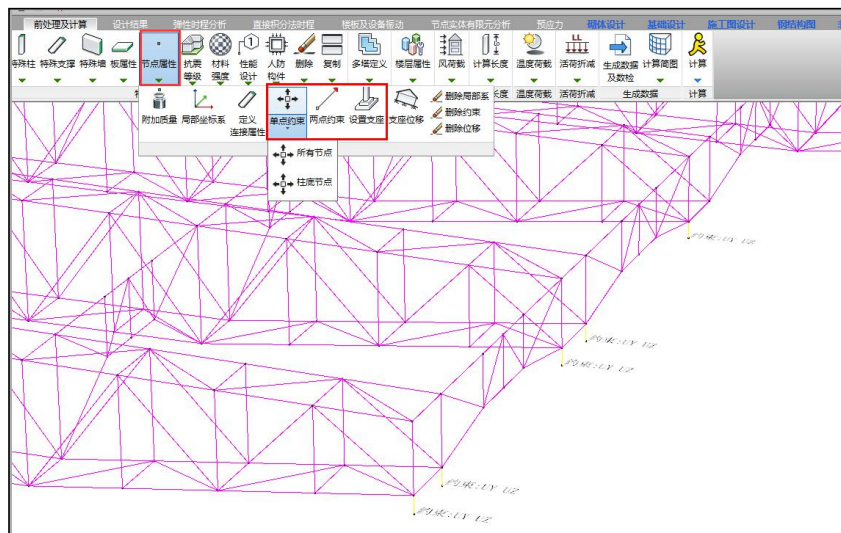 前处理及计算 设计结果 弹性时程分析 直接积分法时程 楼板及设备振动 节点实体有限元分析 预应力 砌体设计 基础设计 施工图设计 钢结构图
特殊柱 特殊支撑 特殊墙 板属性 节点属性 抗震等级 材料强度 性能设计 人防构件 删除 复制 多塔定义 楼层属性 风荷载 计算长度 温度荷载 活荷折减 生成数据及数检 计算简图 计算
长度 温度荷载 活荷折减 生成数据 计算
附加质量 局部坐标系 定义连接属性 单点约束 两点约束 设置支座 支座位移 删除局部系
删除约束
删除位移
所有节点
柱底节点
约束:UY UZ
约束:UY UZ
约束:UY UZ
约束:UY UZ
约束:UY UZ